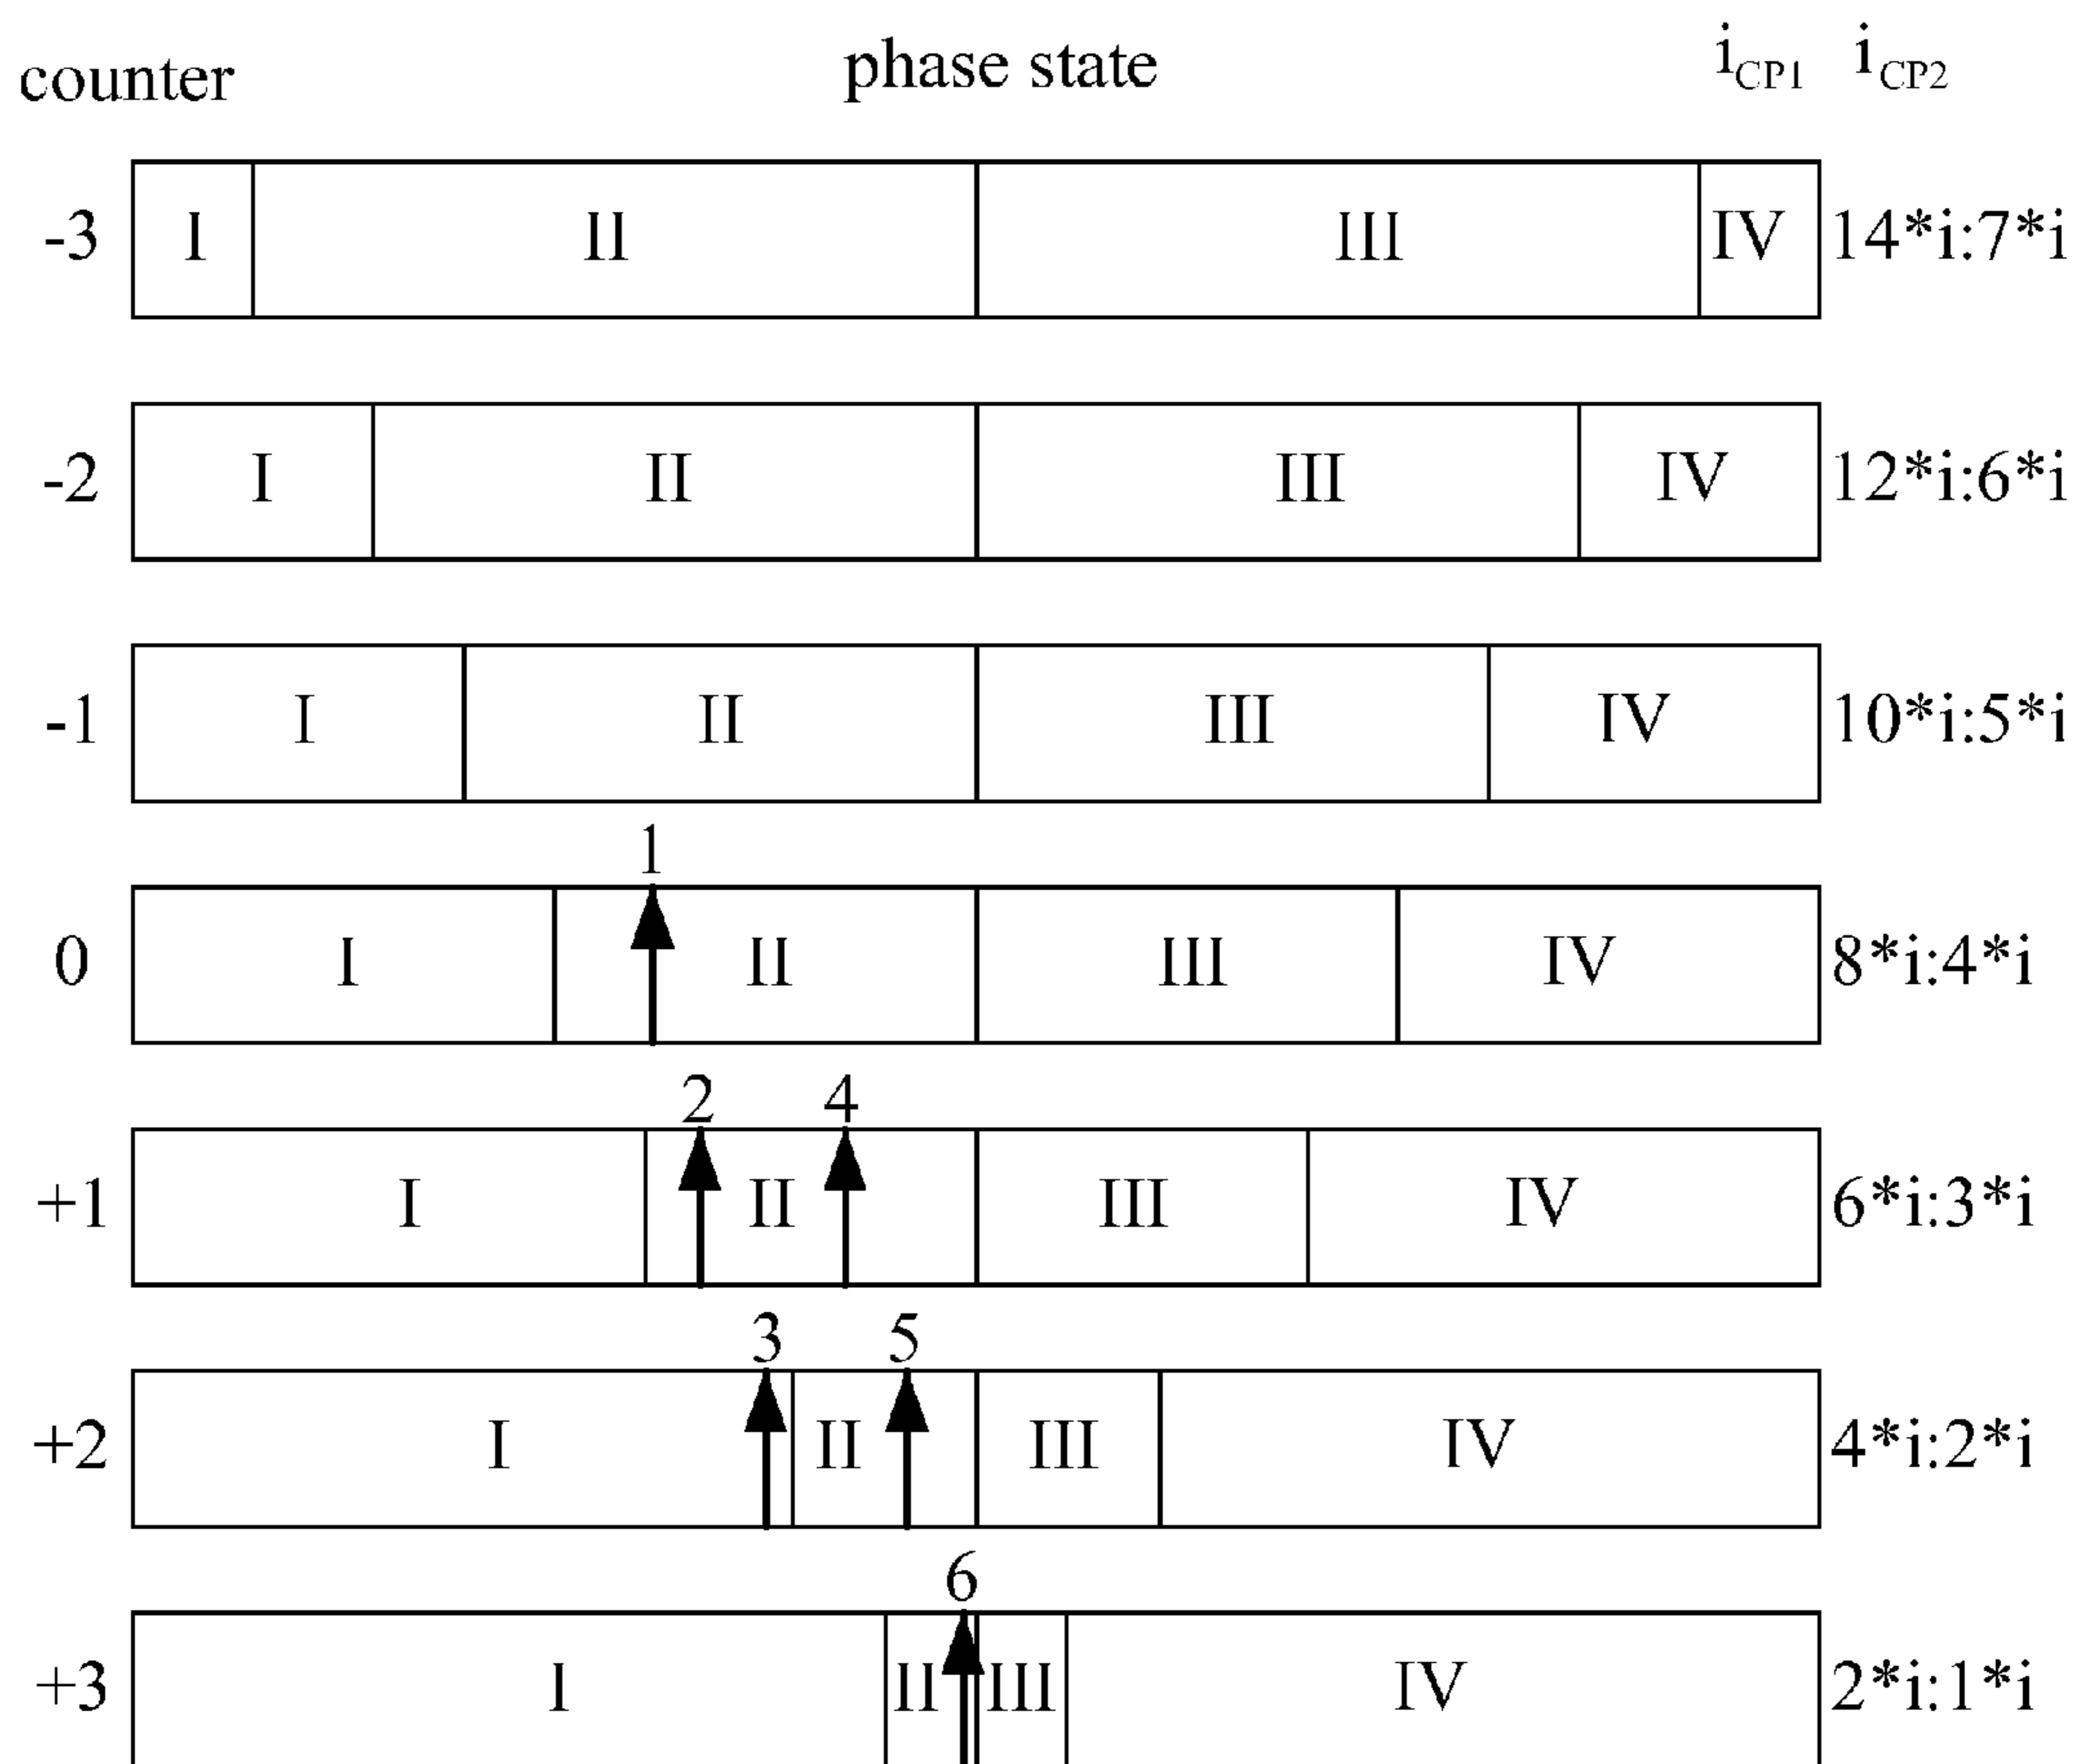 counter phase state iCP1 iCP2
-3 I II III IV 14*i:7*i
-2 I II III IV 12*i:6*i
-1 I II III IV 10*i:5*i
1
0 I II III IV 8*i:4*i
2 4
+1 I II III IV 6*i:3*i
3 5
+2 I II III IV 4*i:2*i
6
+3 I II III IV 2*i:1*i